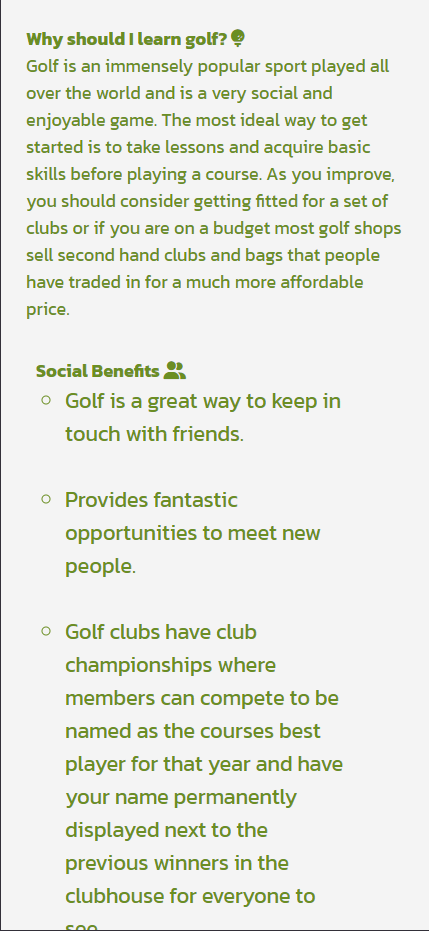 Why should I learn golf?
Golf is an immensely popular sport played all
over the world and is a very social and
enjoyable game. The most ideal way to get
started is to take lessons and acquire basic
skills before playing a course. As you improve,
you should consider getting fitted for a set of
clubs or if you are on a budget most golf shops
sell second hand clubs and bags that people
have traded in for a much more affordable
price.
Social Benefits
Golf is a great way to keep in
touch with friends.
Provides fantastic
opportunities to meet new
people.
Golf clubs have club
championships where
members can compete to be
named as the courses best
player for that year and have
your name permanently
displayed next to the
previous winners in the
clubhouse for everyone to
see